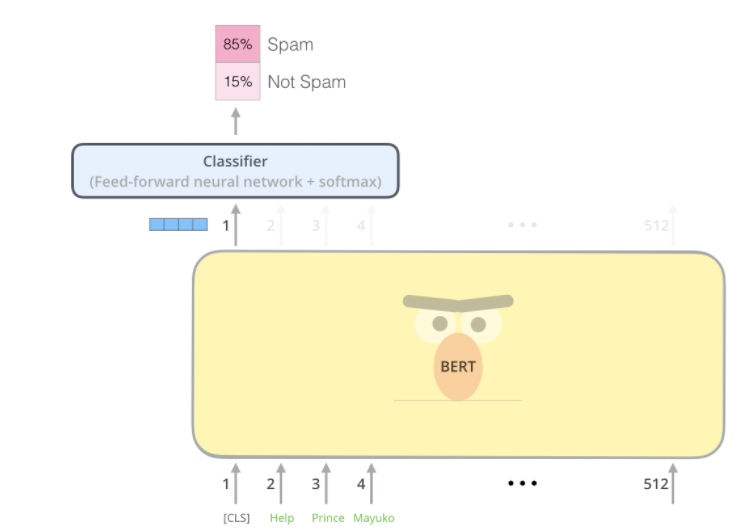 85% Spam
15% Not Spam
Classifier
(Feed-forward neural network + softmax)
1 2 3 4 ••• 512
BERT
1 2 3 4 ••• 512
[CLS] Help Prince Mayuko